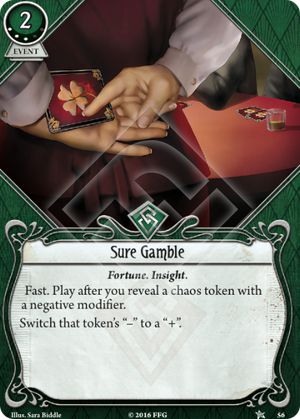 2
EVENT
Sure Gamble
Fortune. Insight.
Fast. Play after you reveal a chaos token with
a negative modifier.
Switch that token's “–” to a “+”.
Illus. Sara Biddle
© 2016 FFG
56